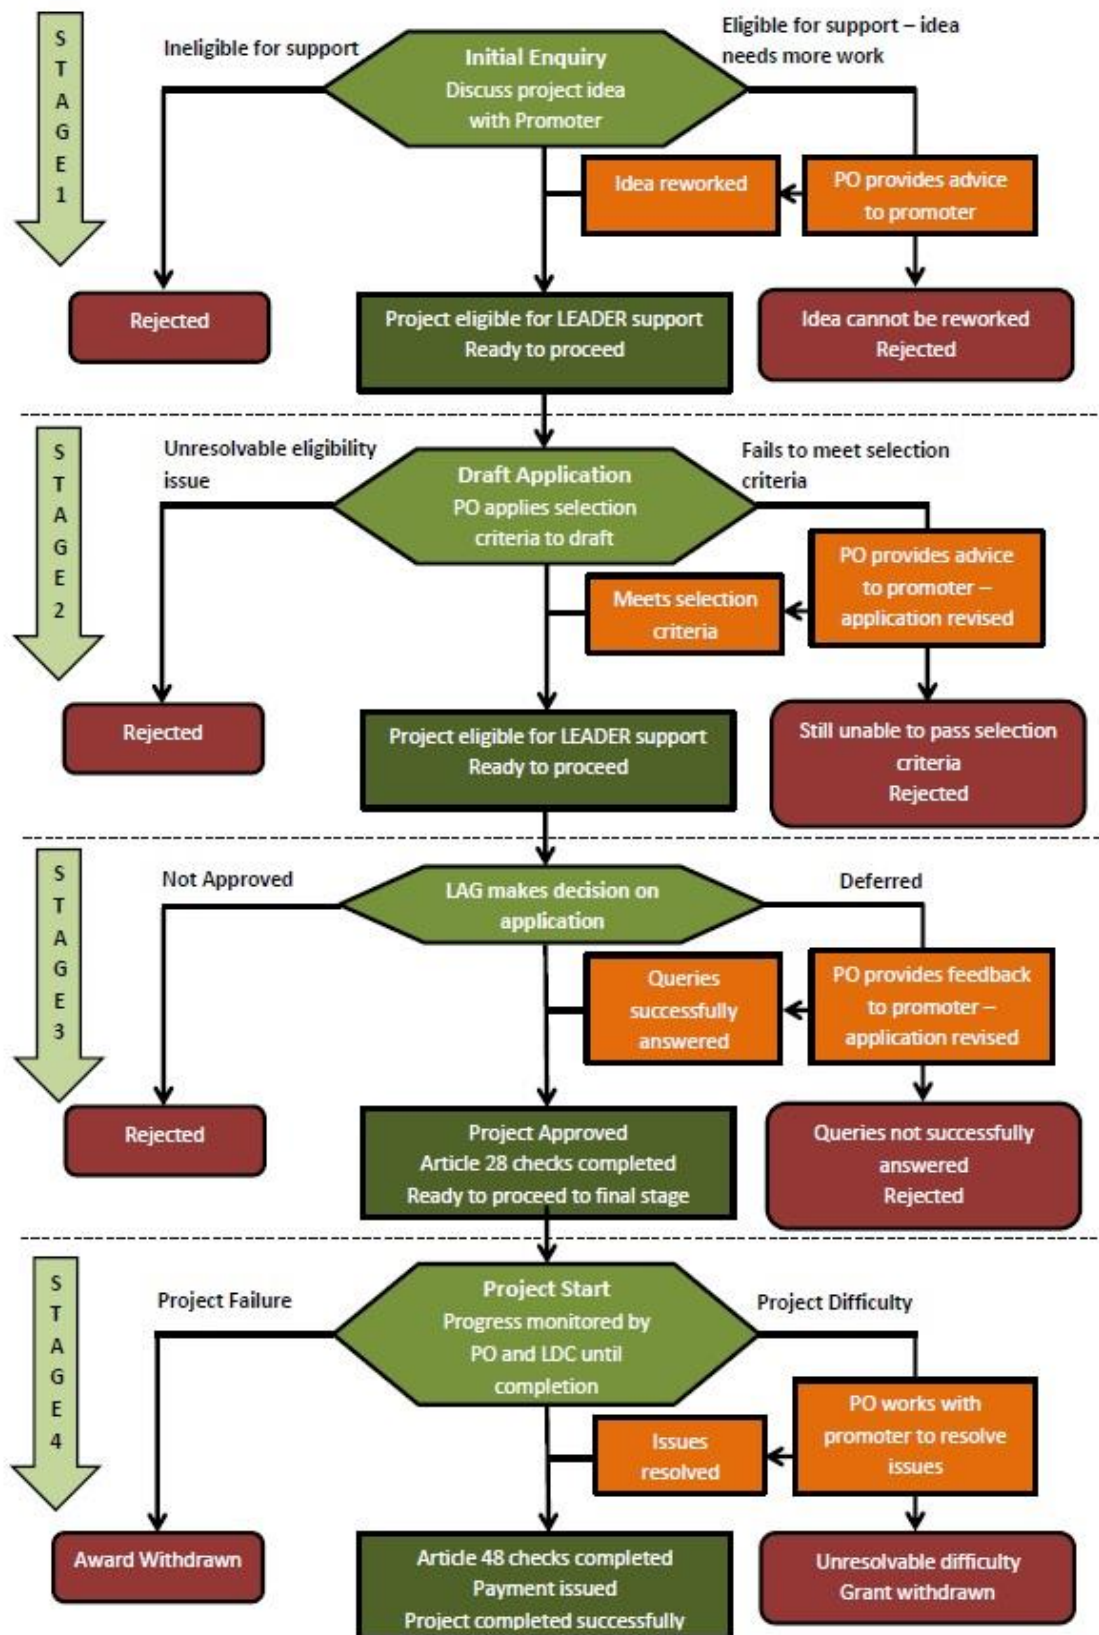 STAGE 1
Ineligible for support
Initial Enquiry
Discuss project idea
with Promoter
Eligible for support – idea
needs more work
Idea reworked
PO provides advice
to promoter
Rejected
Project eligible for LEADER support
Ready to proceed
Idea cannot be reworked
Rejected
STAGE 2
Unresolvable eligibility
issue
Draft Application
PO applies selection
criteria to draft
Fails to meet selection
criteria
Meets selection
criteria
PO provides advice
to promoter –
application revised
Rejected
Project eligible for LEADER support
Ready to proceed
Still unable to pass selection
criteria
Rejected
STAGE 3
Not Approved
LAG makes decision on
application
Deferred
Queries
successfully
answered
PO provides feedback
to promoter –
application revised
Rejected
Project Approved
Article 28 checks completed
Ready to proceed to final stage
Queries not successfully
answered
Rejected
STAGE 4
Project Failure
Project Start
Progress monitored by
PO and LDC until
completion
Project Difficulty
Issues
resolved
PO works with
promoter to resolve
issues
Award Withdrawn
Article 48 checks completed
Payment issued
Project completed successfully
Unresolvable difficulty
Grant withdrawn